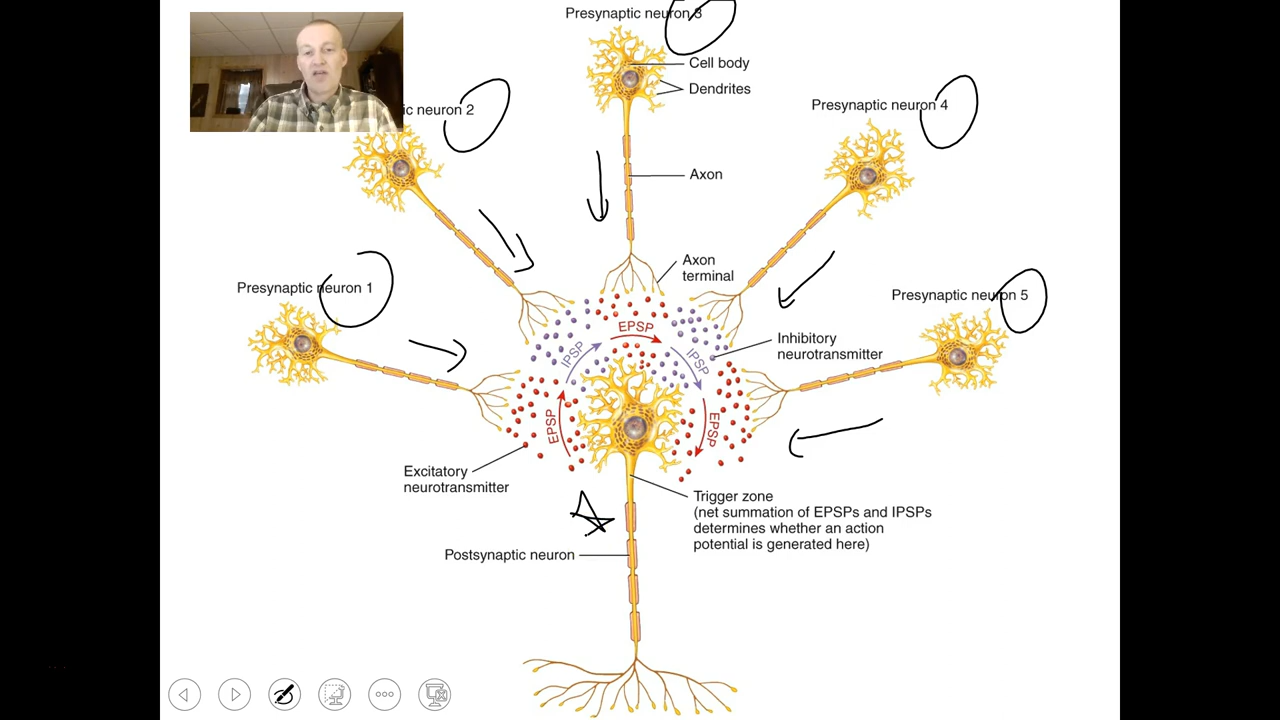 Presynaptic neuron 3
Cell body
Dendrites
ic neuron 2
Presynaptic neuron 4
Axon
Axon
terminal
Presynaptic neuron 1
Presynaptic neuron 5
EPSP
IPSP
IPSP
Inhibitory
neurotransmitter
EPSP
EPSP
Excitatory
neurotransmitter
Trigger zone
(net summation of EPSPs and IPSPs
determines whether an action
potential is generated here)
Postsynaptic neuron